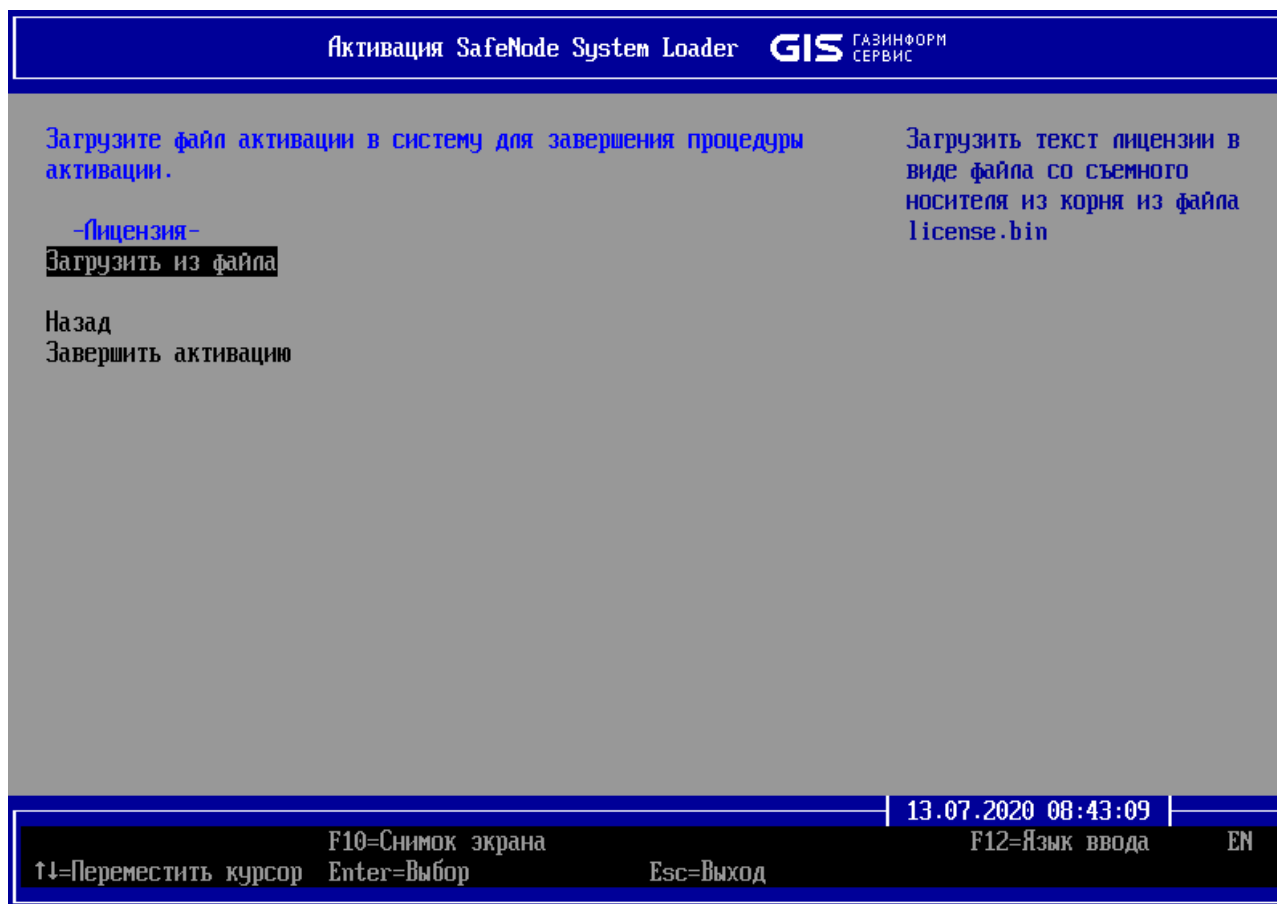 Активация SafeNode System Loader GIS ГАЗИНФОРМ
СЕРВИС
Загрузите файл активации в систему для завершения процедуры
активации.
-Лицензия-
Загрузить из файла
Назад
Завершить активацию
Загрузить текст лицензии в
виде файла со съемного
носителя из корня из файла
license.bin
13.07.2020 08:43:09
F10=Снимок экрана F12=Язык ввода EN
↑↓=Переместить курсор Enter=Выбор Esc=Выход